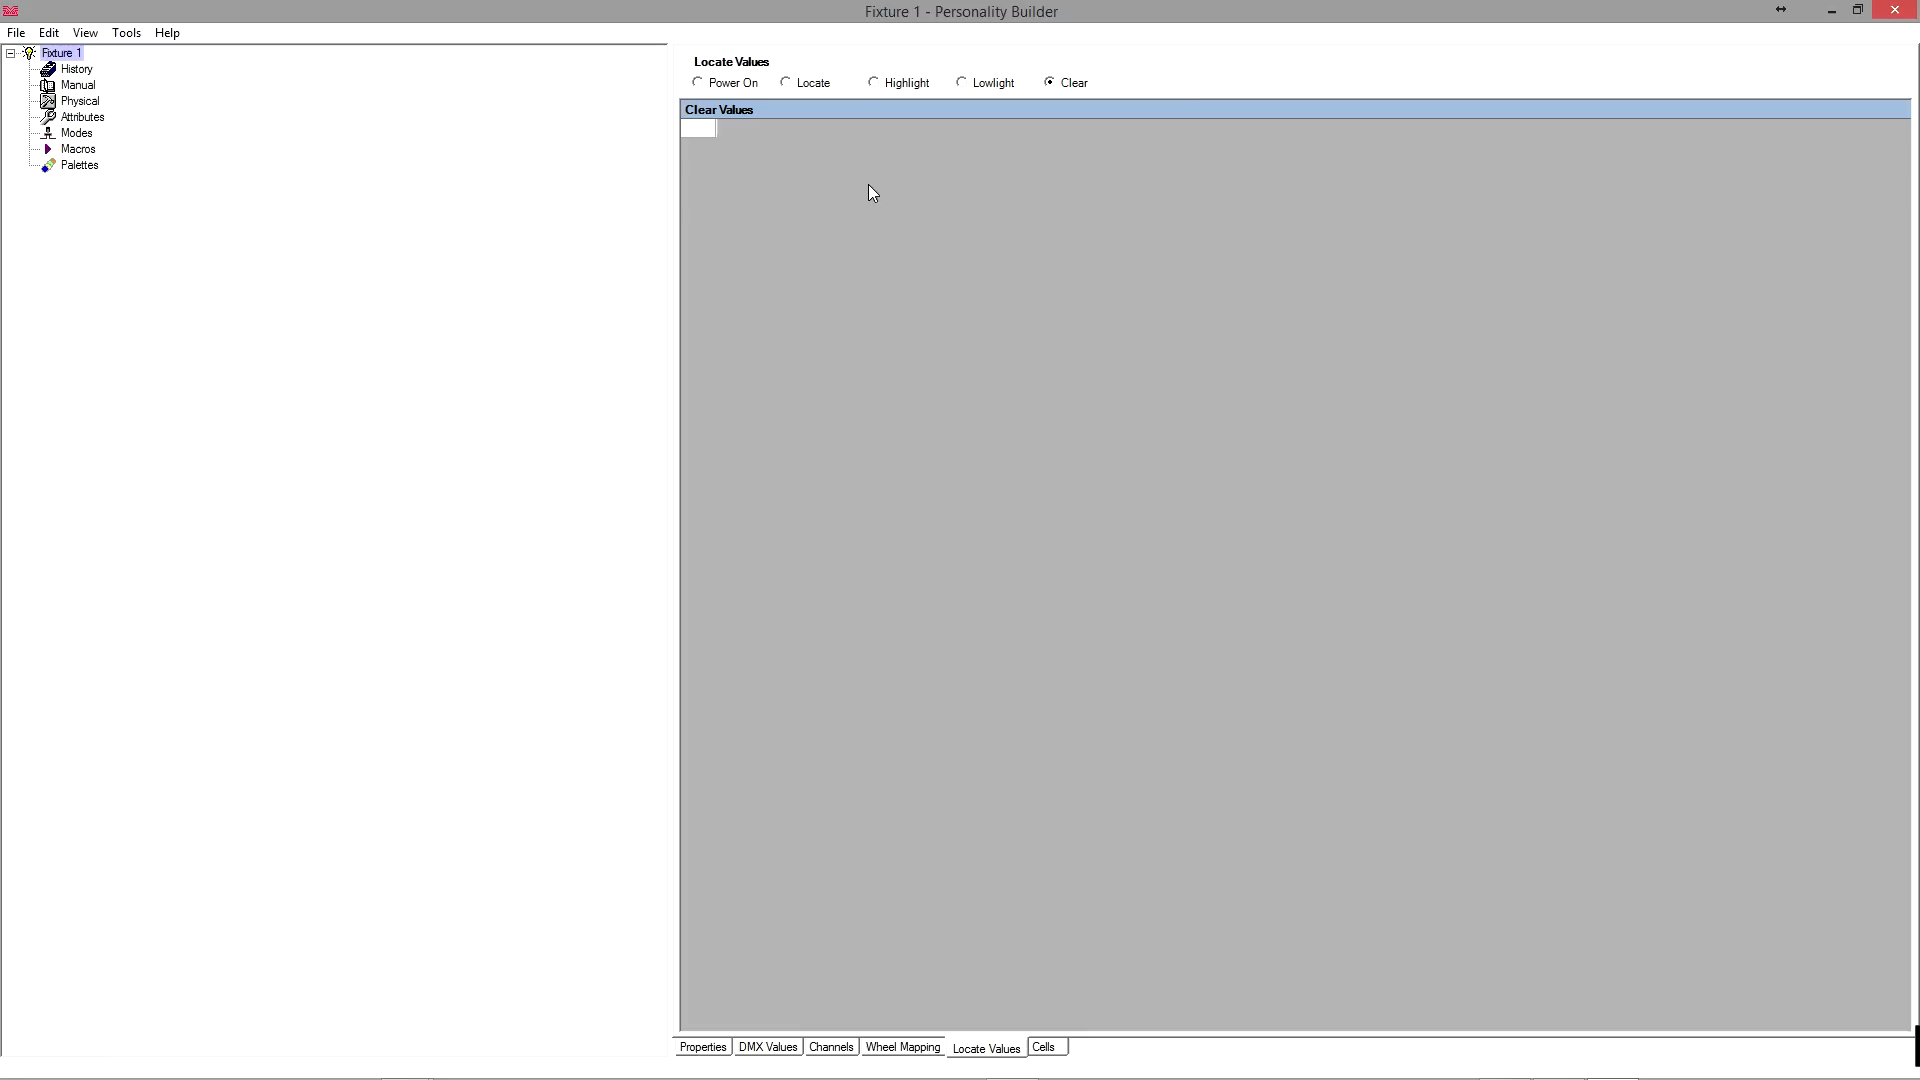 Fixture 1 - Personality Builder
File Edit View Tools Help
Fixture 1
History
Manual
Physical
Attributes
Modes
Macros
Palettes
Locate Values
Power On Locate Highlight Lowlight Clear
Clear Values
Properties DMX Values Channels Wheel Mapping Locate Values Cells